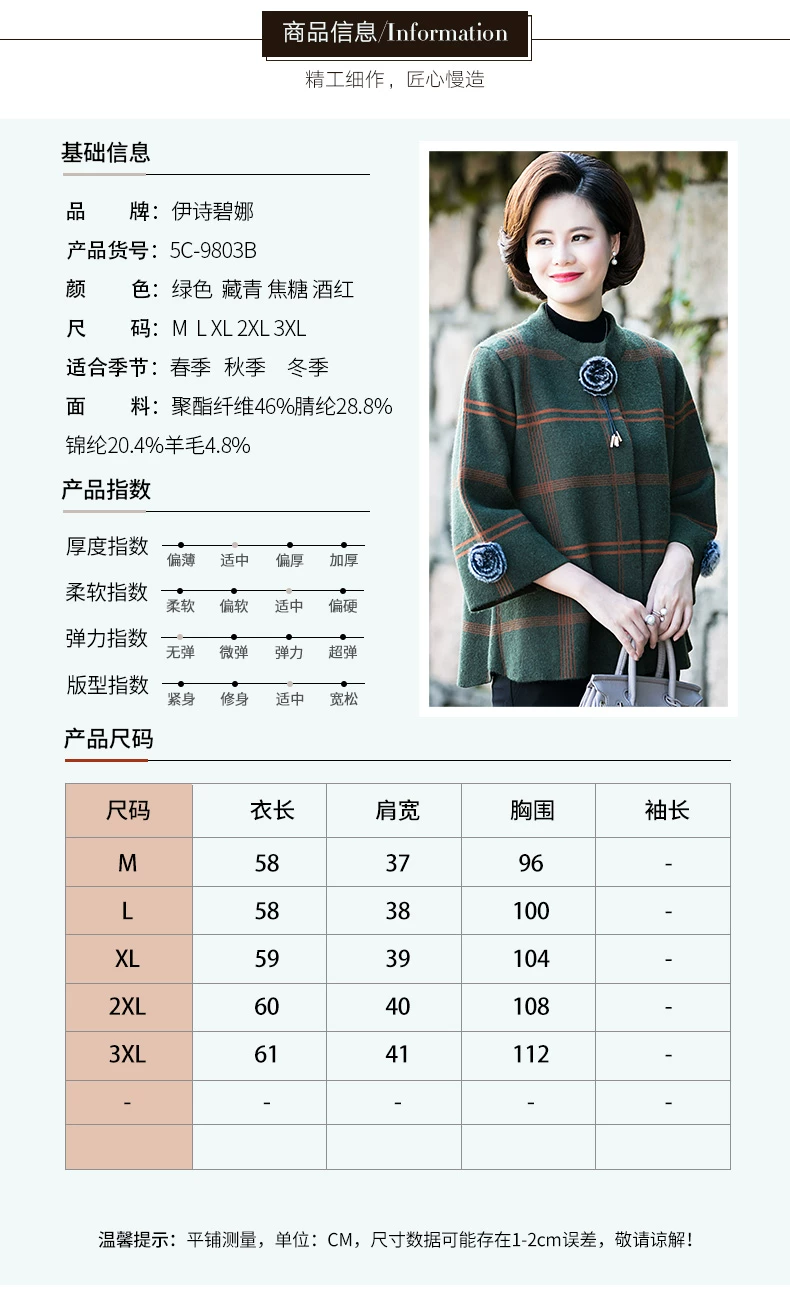 商品信息/Information
精工细作，匠心慢造
基础信息
品 牌：伊诗碧娜
产品货号：5C-9803B
颜 色：绿色 藏青 焦糖 酒红
尺 码：M L XL 2XL 3XL
适合季节：春季 秋季 冬季
面 料：聚酯纤维46%腈纶28.8%
锦纶20.4%羊毛4.8%
产品指数
厚度指数 偏薄 适中 偏厚 加厚
柔软指数 柔软 偏软 适中 偏硬
弹力指数 无弹 微弹 弹力 超弹
版型指数 紧身 修身 适中 宽松
产品尺码
尺码 衣长 肩宽 胸围 袖长
M 58 37 96 -
L 58 38 100 -
XL 59 39 104 -
2XL 60 40 108 -
3XL 61 41 112 -
- - - - -
温馨提示：平铺测量，单位：CM，尺寸数据可能存在1-2cm误差，敬请谅解！